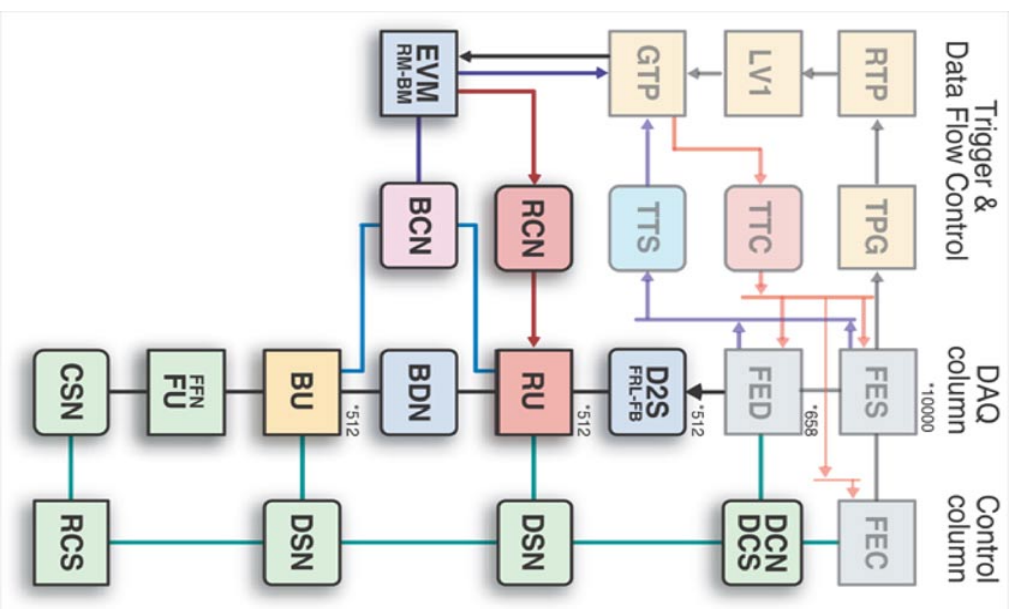 Trigger &
Data Flow Control
DAQ
column
Control
column
*10000
RTP
TPG
FES
FEC
*658
LV1
TTC
FED
DCN
DCS
*512
GTP
TTS
D2S
FRL-FB
*512
RCN
RU
DSN
EVM
RM-BM
BCN
BDN
*512
BU
DSN
FFN
FU
CSN
RCS